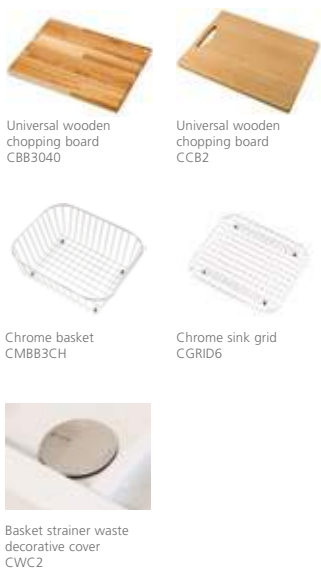 Universal wooden
chopping board
CBB3040
Universal wooden
chopping board
CCB2
Chrome basket
CMBB3CH
Chrome sink grid
CGRID6
Basket strainer waste
decorative cover
CWC2